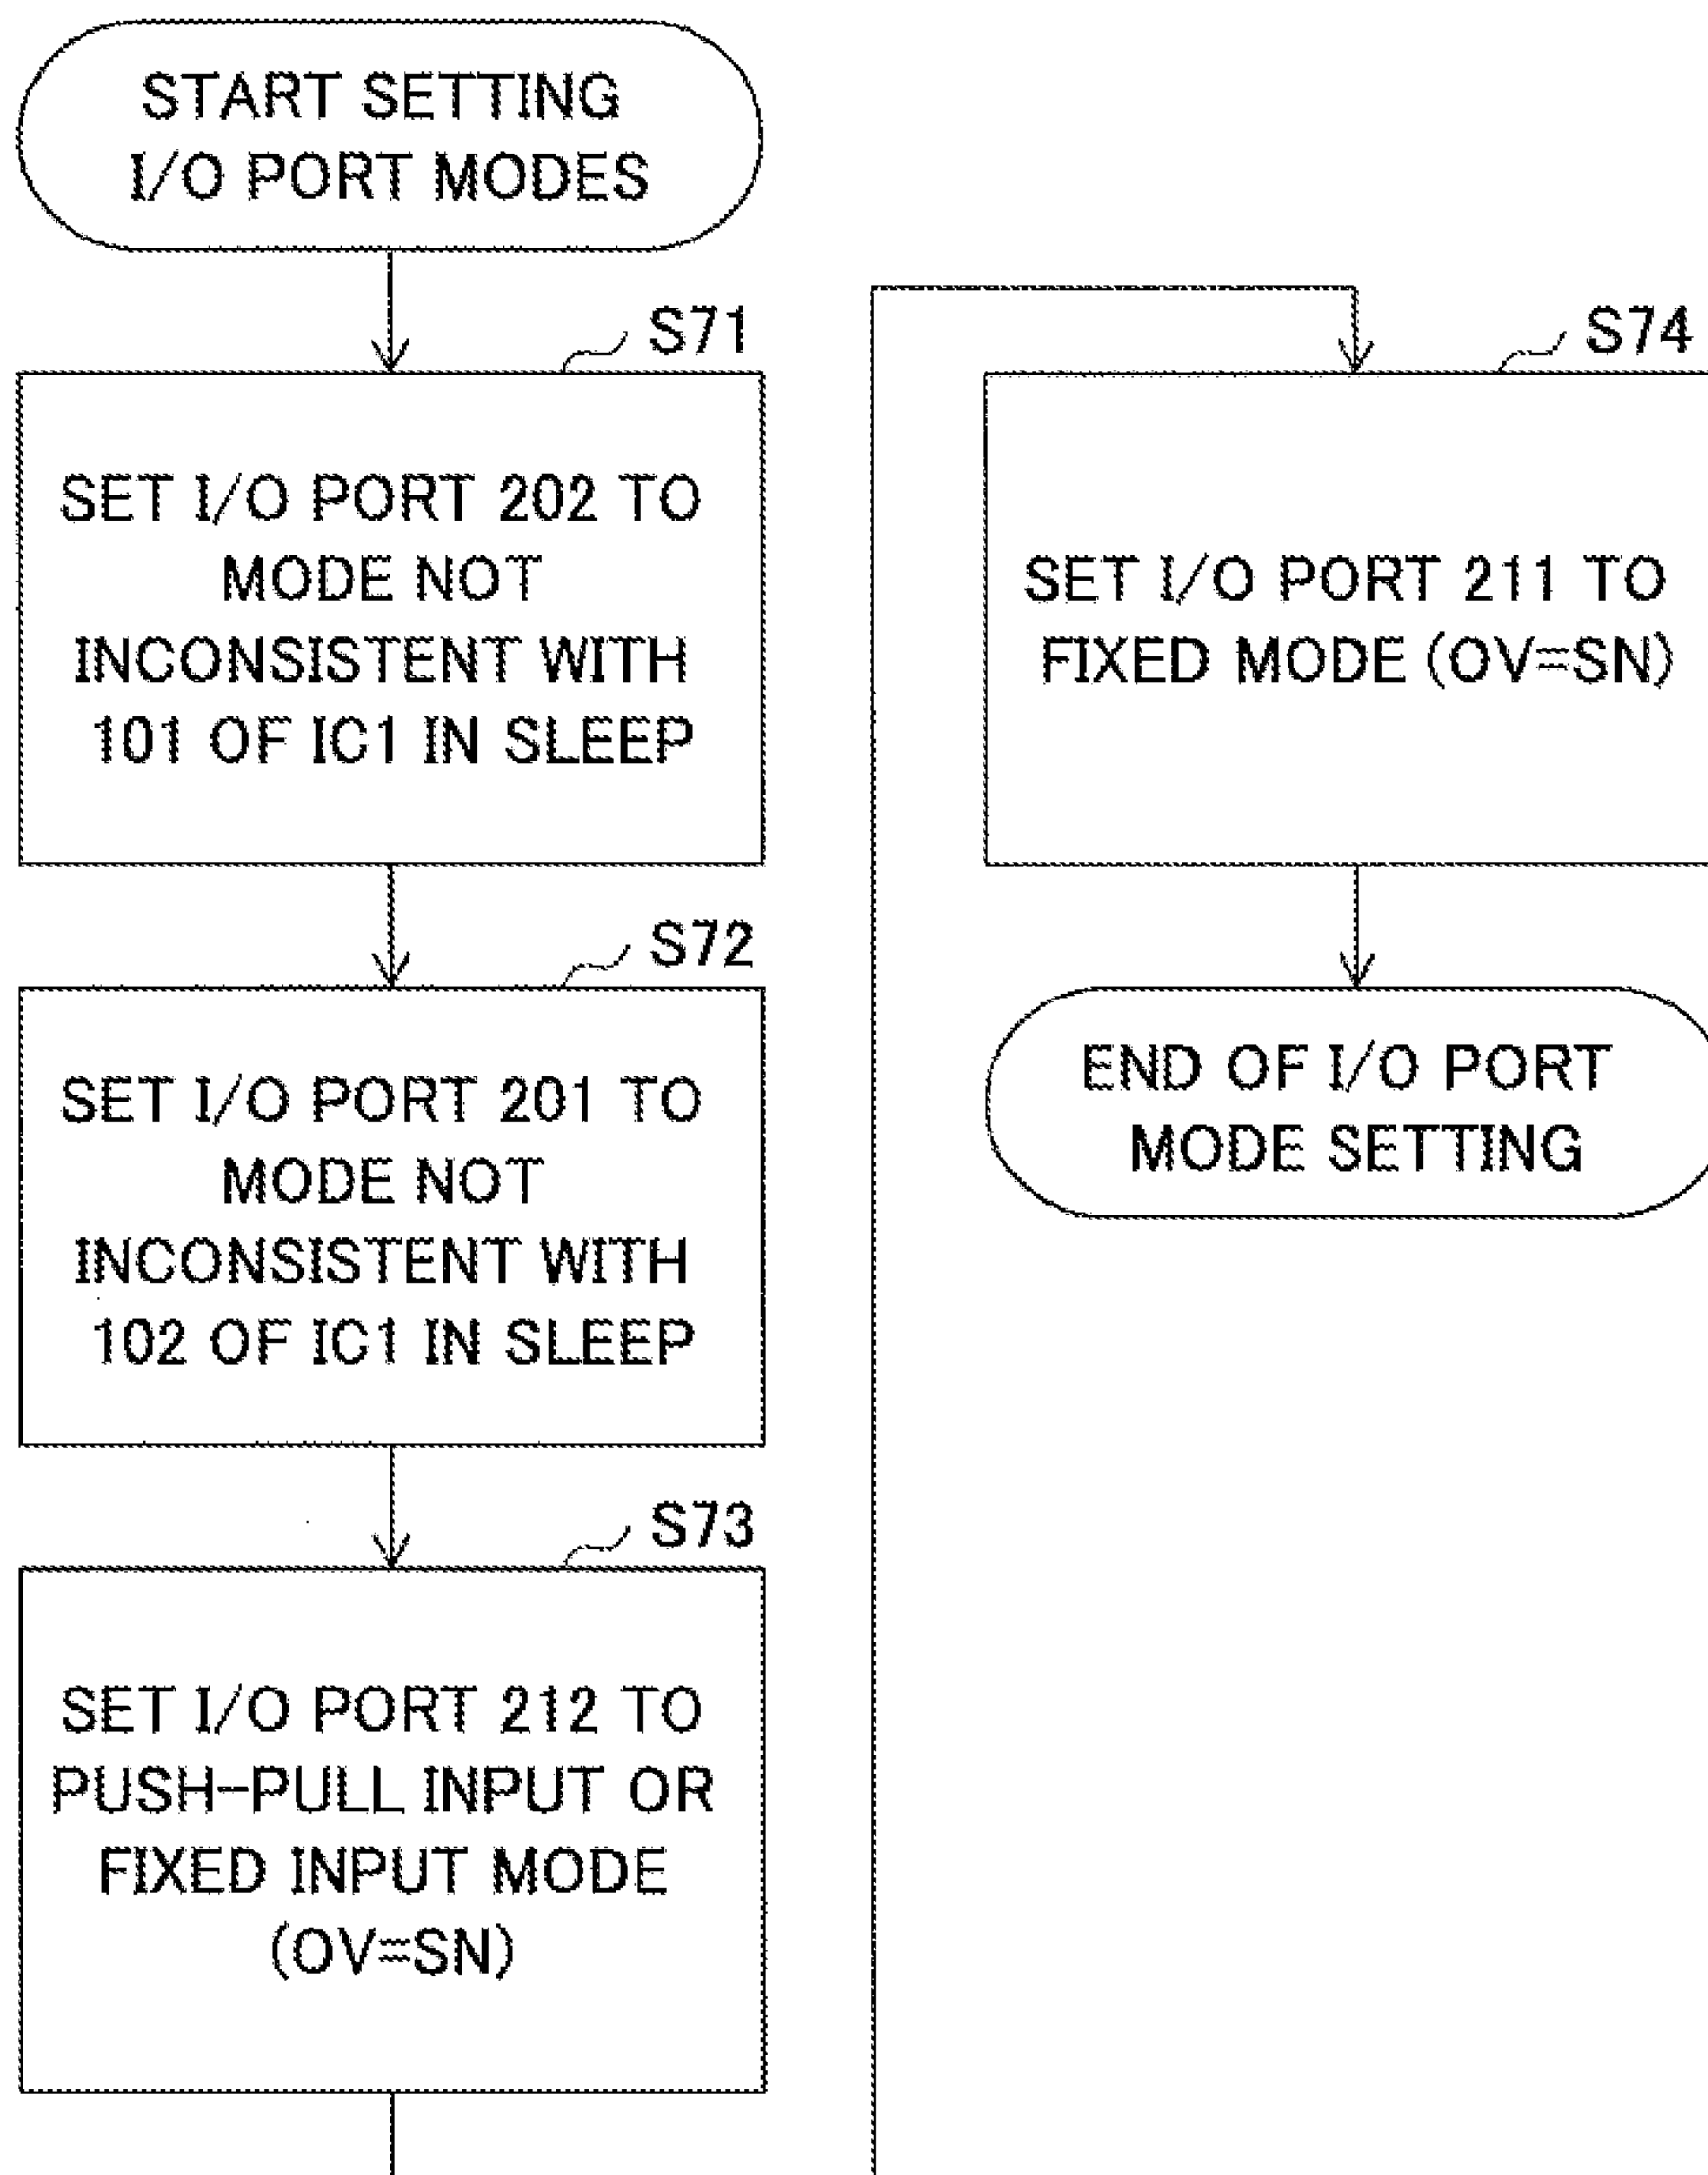 START SETTING
I/O PORT MODES
S71
SET I/O PORT 202 TO
MODE NOT
INCONSISTENT WITH
101 OF IC1 IN SLEEP
S72
SET I/O PORT 201 TO
MODE NOT
INCONSISTENT WITH
102 OF IC1 IN SLEEP
S73
SET I/O PORT 212 TO
PUSH-PULL INPUT OR
FIXED INPUT MODE
(OV=SN)
S74
SET I/O PORT 211 TO
FIXED MODE (OV=SN)
END OF I/O PORT
MODE SETTING